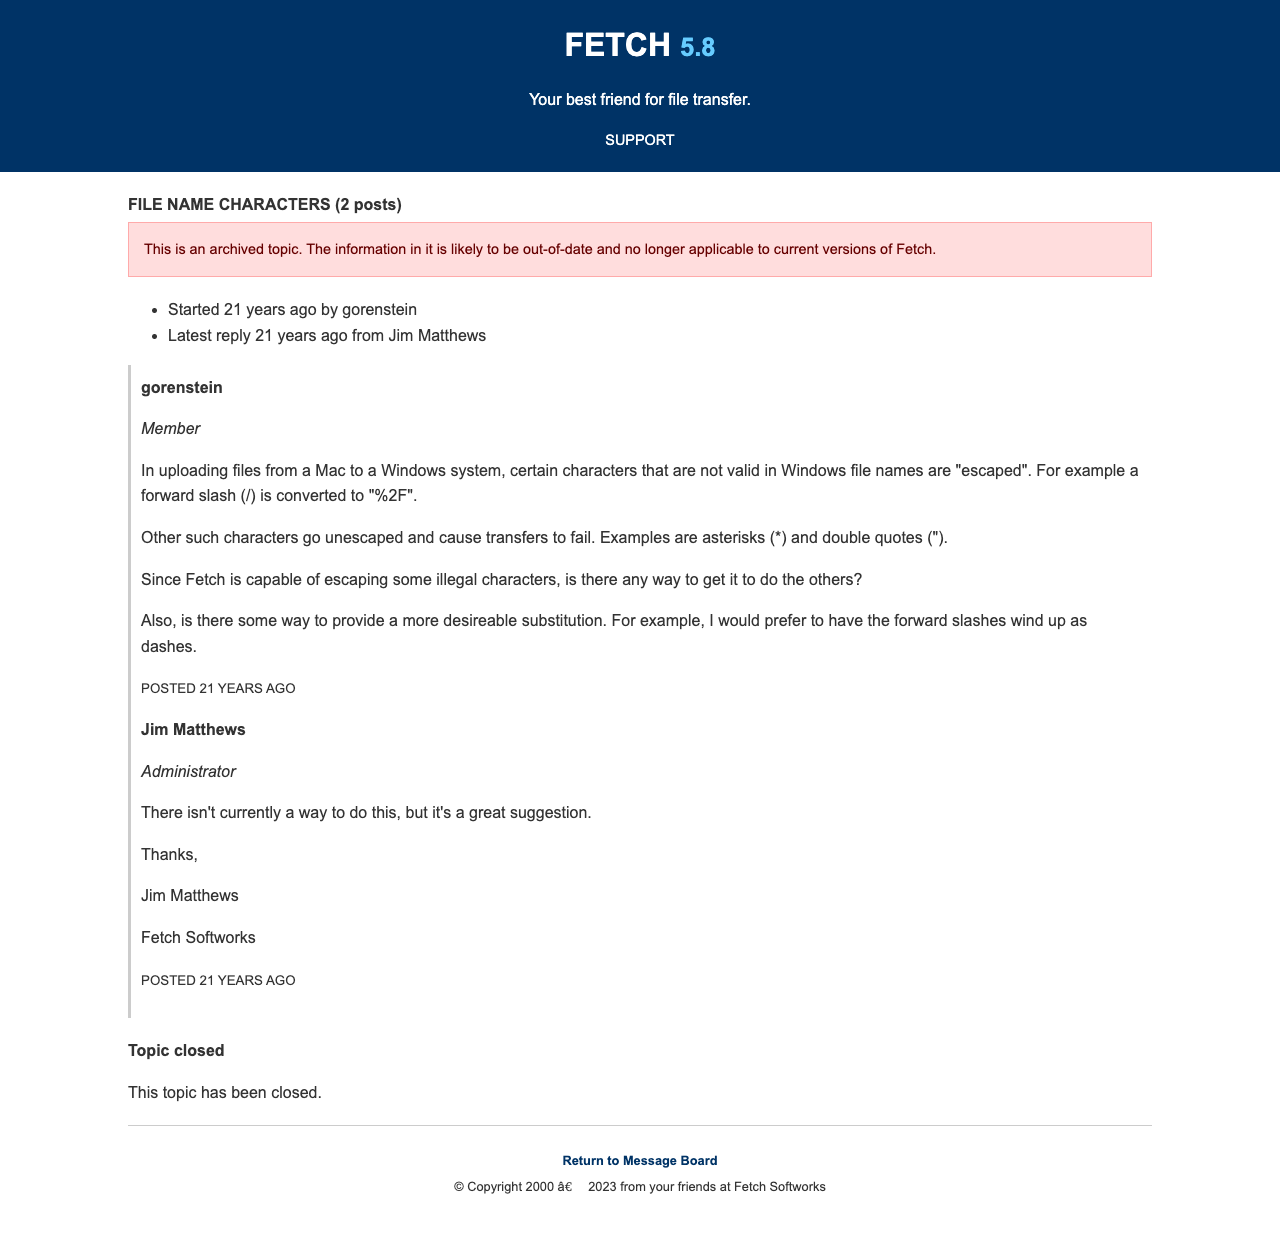 FETCH 5.8
Your best friend for file transfer.
SUPPORT
FILE NAME CHARACTERS (2 posts)
This is an archived topic. The information in it is likely to be out-of-date and no longer applicable to current versions of Fetch.
• Started 21 years ago by gorenstein
• Latest reply 21 years ago from Jim Matthews
gorenstein
Member
In uploading files from a Mac to a Windows system, certain characters that are not valid in Windows file names are "escaped". For example a
forward slash (/) is converted to "%2F".
Other such characters go unescaped and cause transfers to fail. Examples are asterisks (*) and double quotes (").
Since Fetch is capable of escaping some illegal characters, is there any way to get it to do the others?
Also, is there some way to provide a more desireable substitution. For example, I would prefer to have the forward slashes wind up as
dashes.
POSTED 21 YEARS AGO
Jim Matthews
Administrator
There isn't currently a way to do this, but it's a great suggestion.
Thanks,
Jim Matthews
Fetch Softworks
POSTED 21 YEARS AGO
Topic closed
This topic has been closed.
Return to Message Board
© Copyright 2000 â€ 2023 from your friends at Fetch Softworks